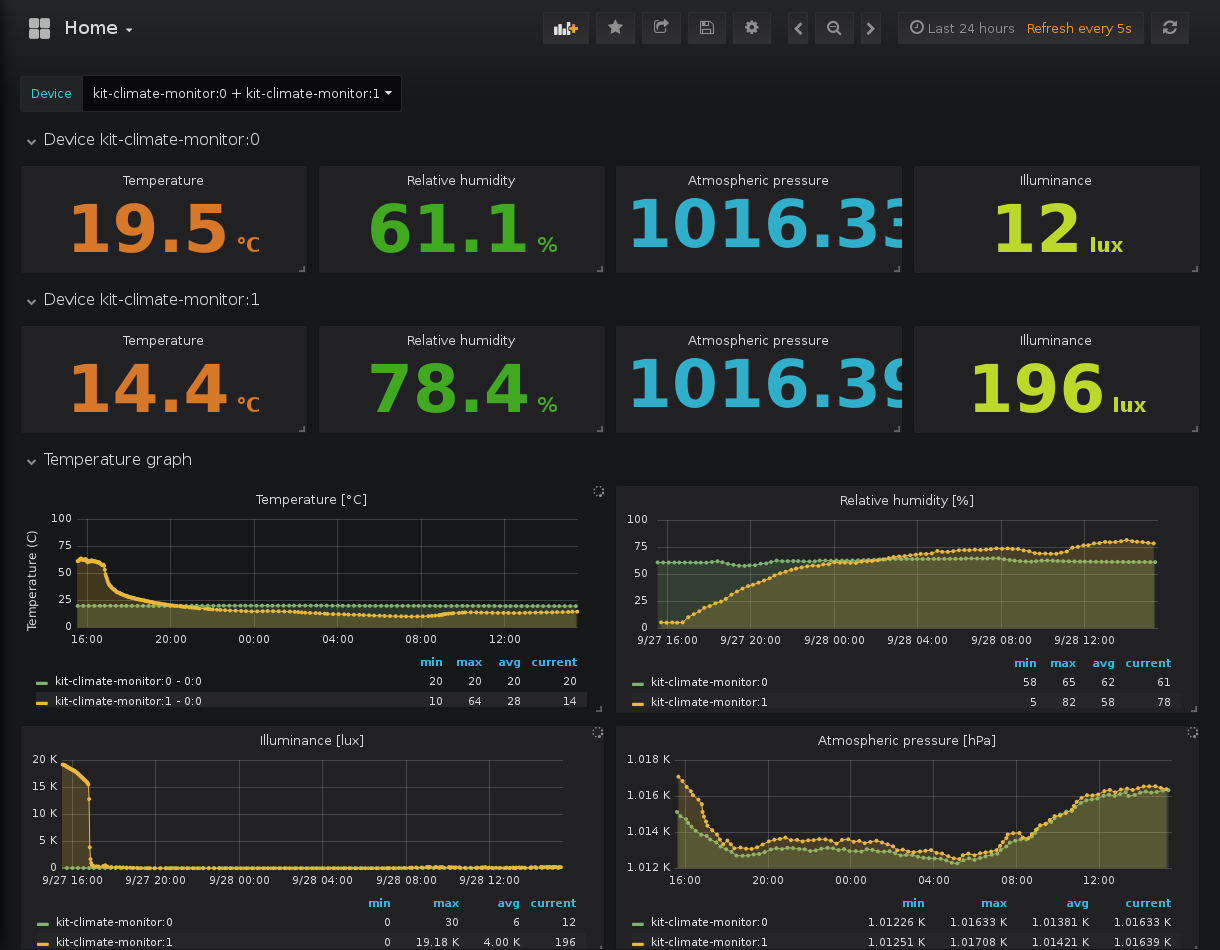 Home
Last 24 hours Refresh every 5s
Device kit-climate-monitor:0 + kit-climate-monitor:1
Device kit-climate-monitor:0
Temperature Relative humidity Atmospheric pressure Illuminance
19.5 °C 61.1 % 1016.33 12 lux
Device kit-climate-monitor:1
Temperature Relative humidity Atmospheric pressure Illuminance
14.4 °C 78.4 % 1016.39 196 lux
Temperature graph
Temperature [°C]
Temperature (C)
100
75
50
25
0
16:00 20:00 00:00 04:00 08:00 12:00
min max avg current
kit-climate-monitor:0 - 0:0 20 20 20 20
kit-climate-monitor:1 - 0:0 10 64 28 14
Relative humidity [%]
100
75
50
25
0
9/27 16:00 9/27 20:00 9/28 00:00 9/28 04:00 9/28 08:00 9/28 12:00
min max avg current
kit-climate-monitor:0 58 65 62 61
kit-climate-monitor:1 5 82 58 78
Illuminance [lux]
20 K
15 K
10 K
5 K
0
9/27 16:00 9/27 20:00 9/28 00:00 9/28 04:00 9/28 08:00 9/28 12:00
min max avg current
kit-climate-monitor:0 0 30 6 12
kit-climate-monitor:1 0 19.18 K 4.00 K 196
Atmospheric pressure [hPa]
1.018 K
1.016 K
1.014 K
1.012 K
16:00 20:00 00:00 04:00 08:00 12:00
min max avg current
kit-climate-monitor:0 1.01226 K 1.01633 K 1.01381 K 1.01633 K
kit-climate-monitor:1 1.01251 K 1.01708 K 1.01421 K 1.01639 K